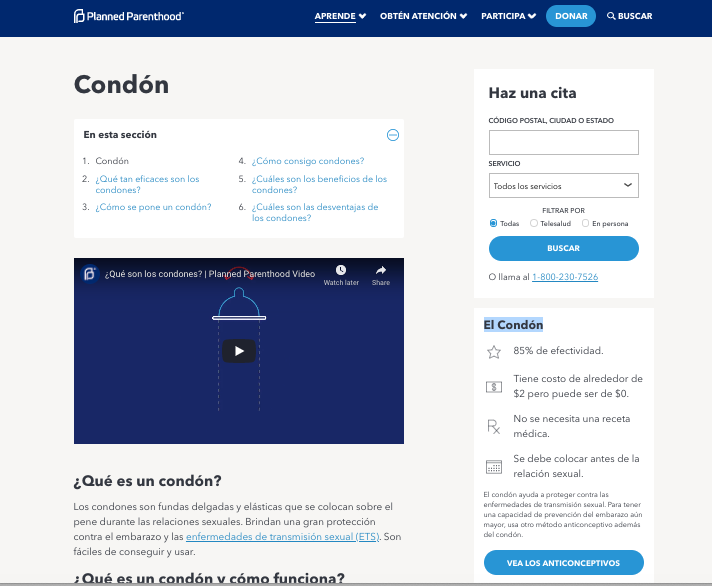 Planned Parenthood®
APRENDE
OBTÉN ATENCIÓN
PARTICIPA
DONAR
BUSCAR
Condón
En esta sección
1. Condón
2. ¿Qué tan eficaces son los
condones?
3. ¿Cómo se pone un condón?
4. ¿Cómo consigo condones?
5. ¿Cuáles son los beneficios de los
condones?
6. ¿Cuáles son las desventajas de
los condones?
¿Qué son los condones? | Planned Parenthood Video
Watch later
Share
¿Qué es un condón?
Los condones son fundas delgadas y elásticas que se colocan sobre el
pene durante las relaciones sexuales. Brindan una gran protección
contra el embarazo y las enfermedades de transmisión sexual (ETS). Son
fáciles de conseguir y usar.
¿Qué es un condón y cómo funciona?
Haz una cita
CÓDIGO POSTAL, CIUDAD O ESTADO
SERVICIO
Todos los servicios
FILTRAR POR
Todas
Telesalud
En persona
BUSCAR
O llama al 1-800-230-7526
El Condón
85% de efectividad.
$
Tiene costo de alrededor de
$2 pero puede ser de $0.
Rx
No se necesita una receta
médica.
Se debe colocar antes de la
relación sexual.
El condón ayuda a proteger contra las
enfermedades de transmisión sexual. Para tener
una capacidad de prevención del embarazo aún
mayor, usa otro método anticonceptivo además
del condón.
VEA LOS ANTICONCEPTIVOS